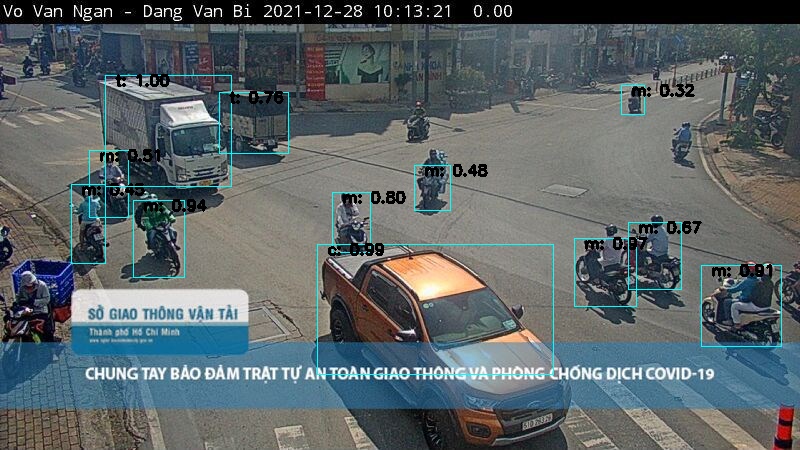 Vo Van Ngan - Dang Van Bi 2021-12-28 10:13:21 0.00
t: 1.00
t: 0.76
m: 0.32
m: 0.51
m: 0.45
m: 0.48
m: 0.94
m: 0.80
c: 0.99
m: 0.97
m: 0.67
m: 0.91
SỞ GIAO THÔNG VẬN TẢI
Thành phố Hồ Chí Minh
CHUNG TAY BẢO ĐẢM TRẬT TỰ AN TOÀN GIAO THÔNG VÀ PHÒNG CHỐNG DỊCH COVID-19